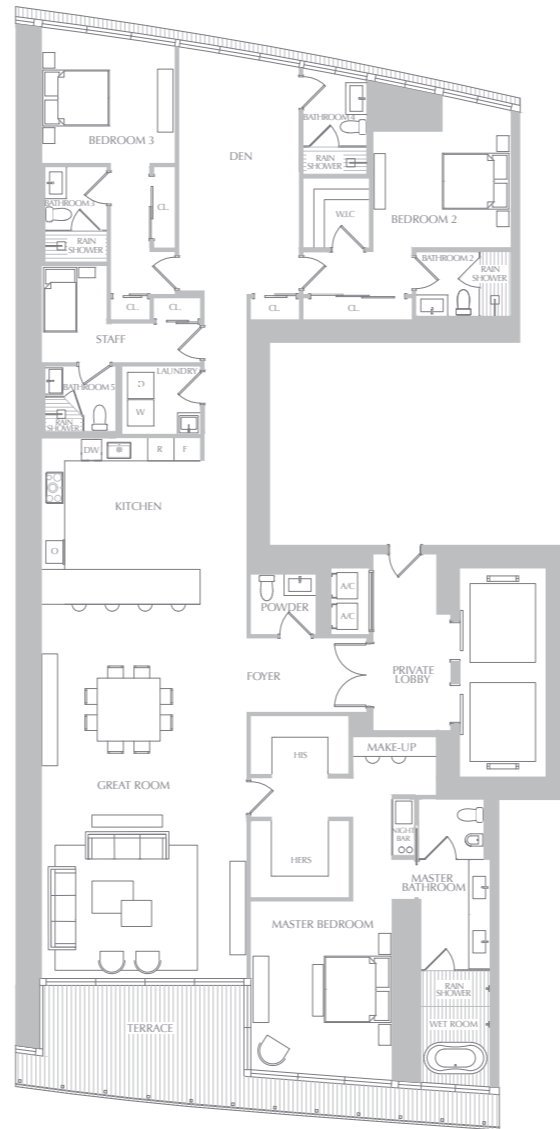 BEDROOM 3
DEN
BATHROOM 4
RAIN
SHOWER
CL.
W.I.C
BEDROOM 2
BATHROOM 3
RAIN
SHOWER
BATHROOM 2
RAIN
SHOWER
CL.
CL.
CL.
CL.
STAFF
LAUNDRY
D
W
BATHROOM 5
RAIN
SHOWER
DW
R
F
KITCHEN
O
A/C
A/C
POWDER
FOYER
PRIVATE
LOBBY
MAKE-UP
HIS
GREAT ROOM
NIGHT
BAR
HERS
MASTER
BATHROOM
MASTER BEDROOM
RAIN
SHOWER
WET ROOM
TERRACE